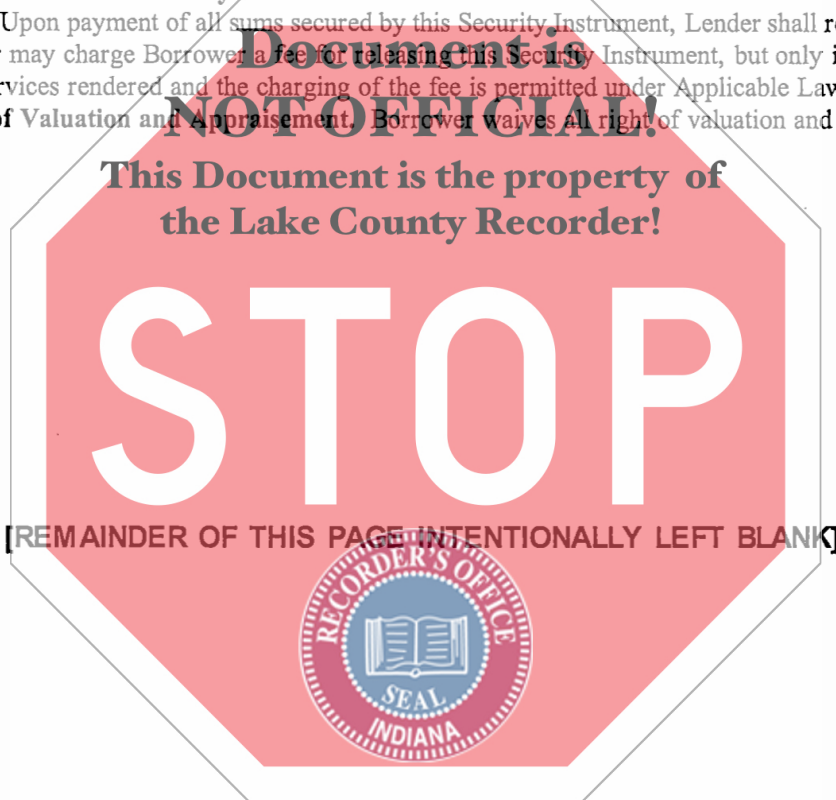 Upon payment of all sums secured by this Security Instrument, Lender shall r
may charge Borrower a fee for releasing this Security Instrument, but only i
rvices rendered and the charging of the fee is permitted under Applicable Law
f Valuation and Appraisement. Borrower waives all right of valuation and
Document is
NOT OFFICIAL!
This Document is the property of
the Lake County Recorder!
STOP
[REMAINDER OF THIS PAGE INTENTIONALLY LEFT BLANK]
RECORDER'S OFFICE
SEAL
INDIANA